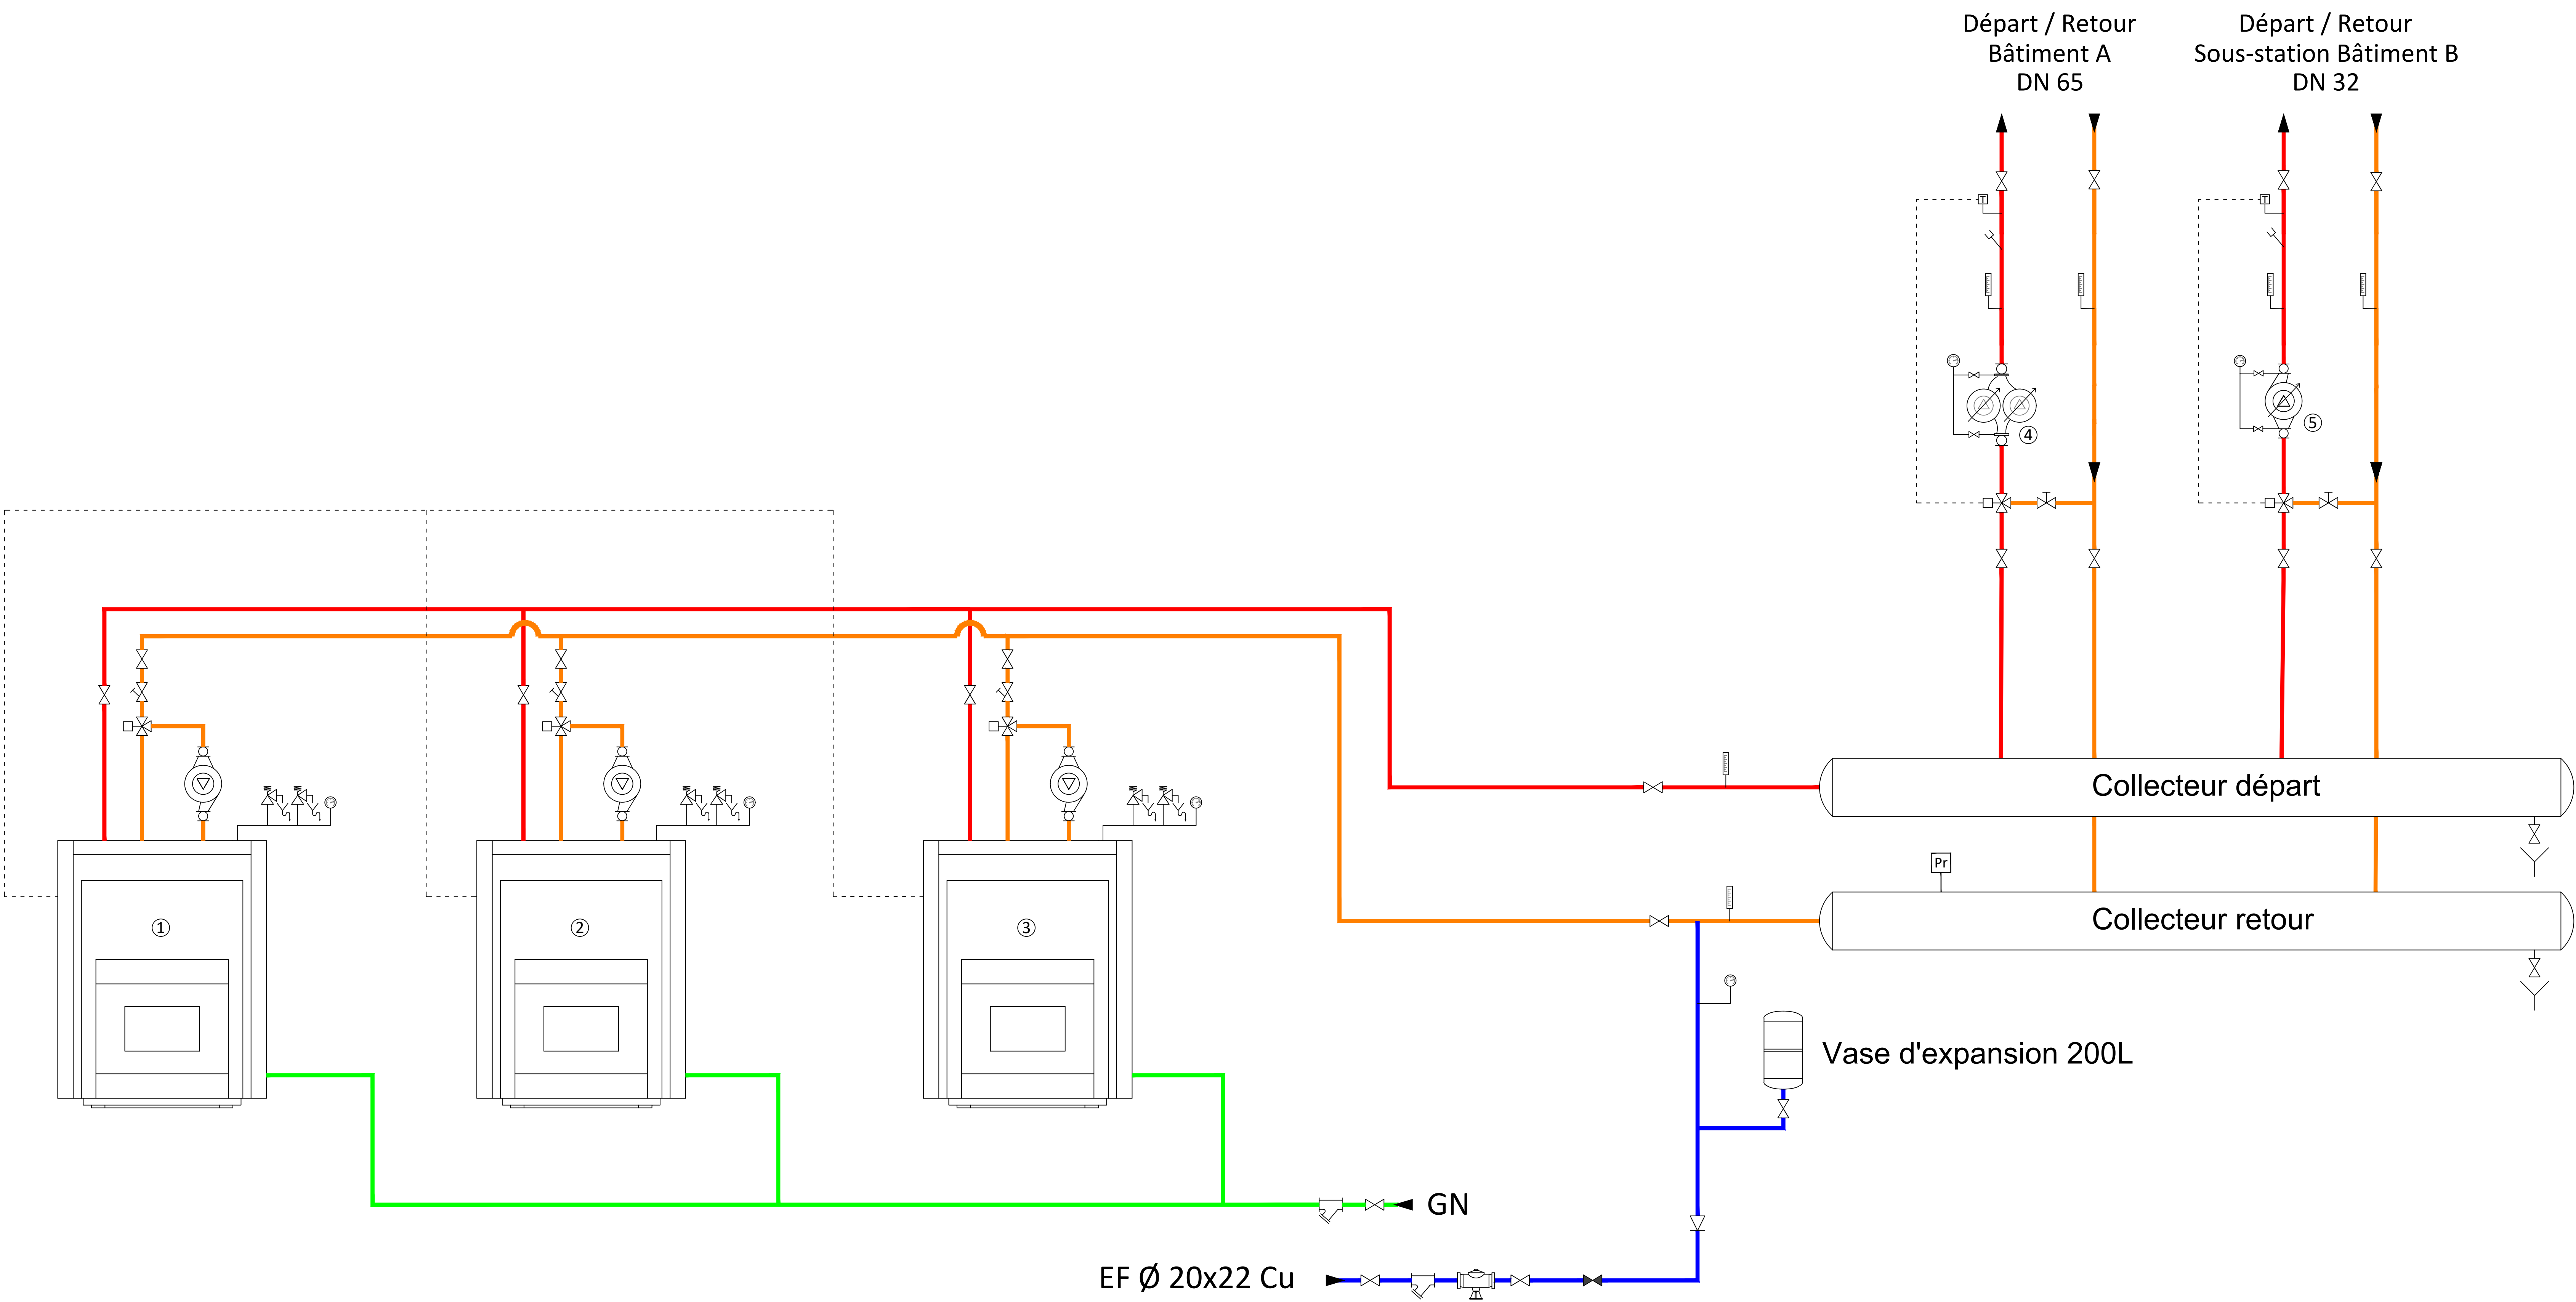 Départ / Retour
Bâtiment A
DN 65
Départ / Retour
Sous-station Bâtiment B
DN 32
T
T
4
5
Collecteur départ
Pr
Collecteur retour
1
2
3
Vase d'expansion 200L
GN
EF Ø 20x22 Cu